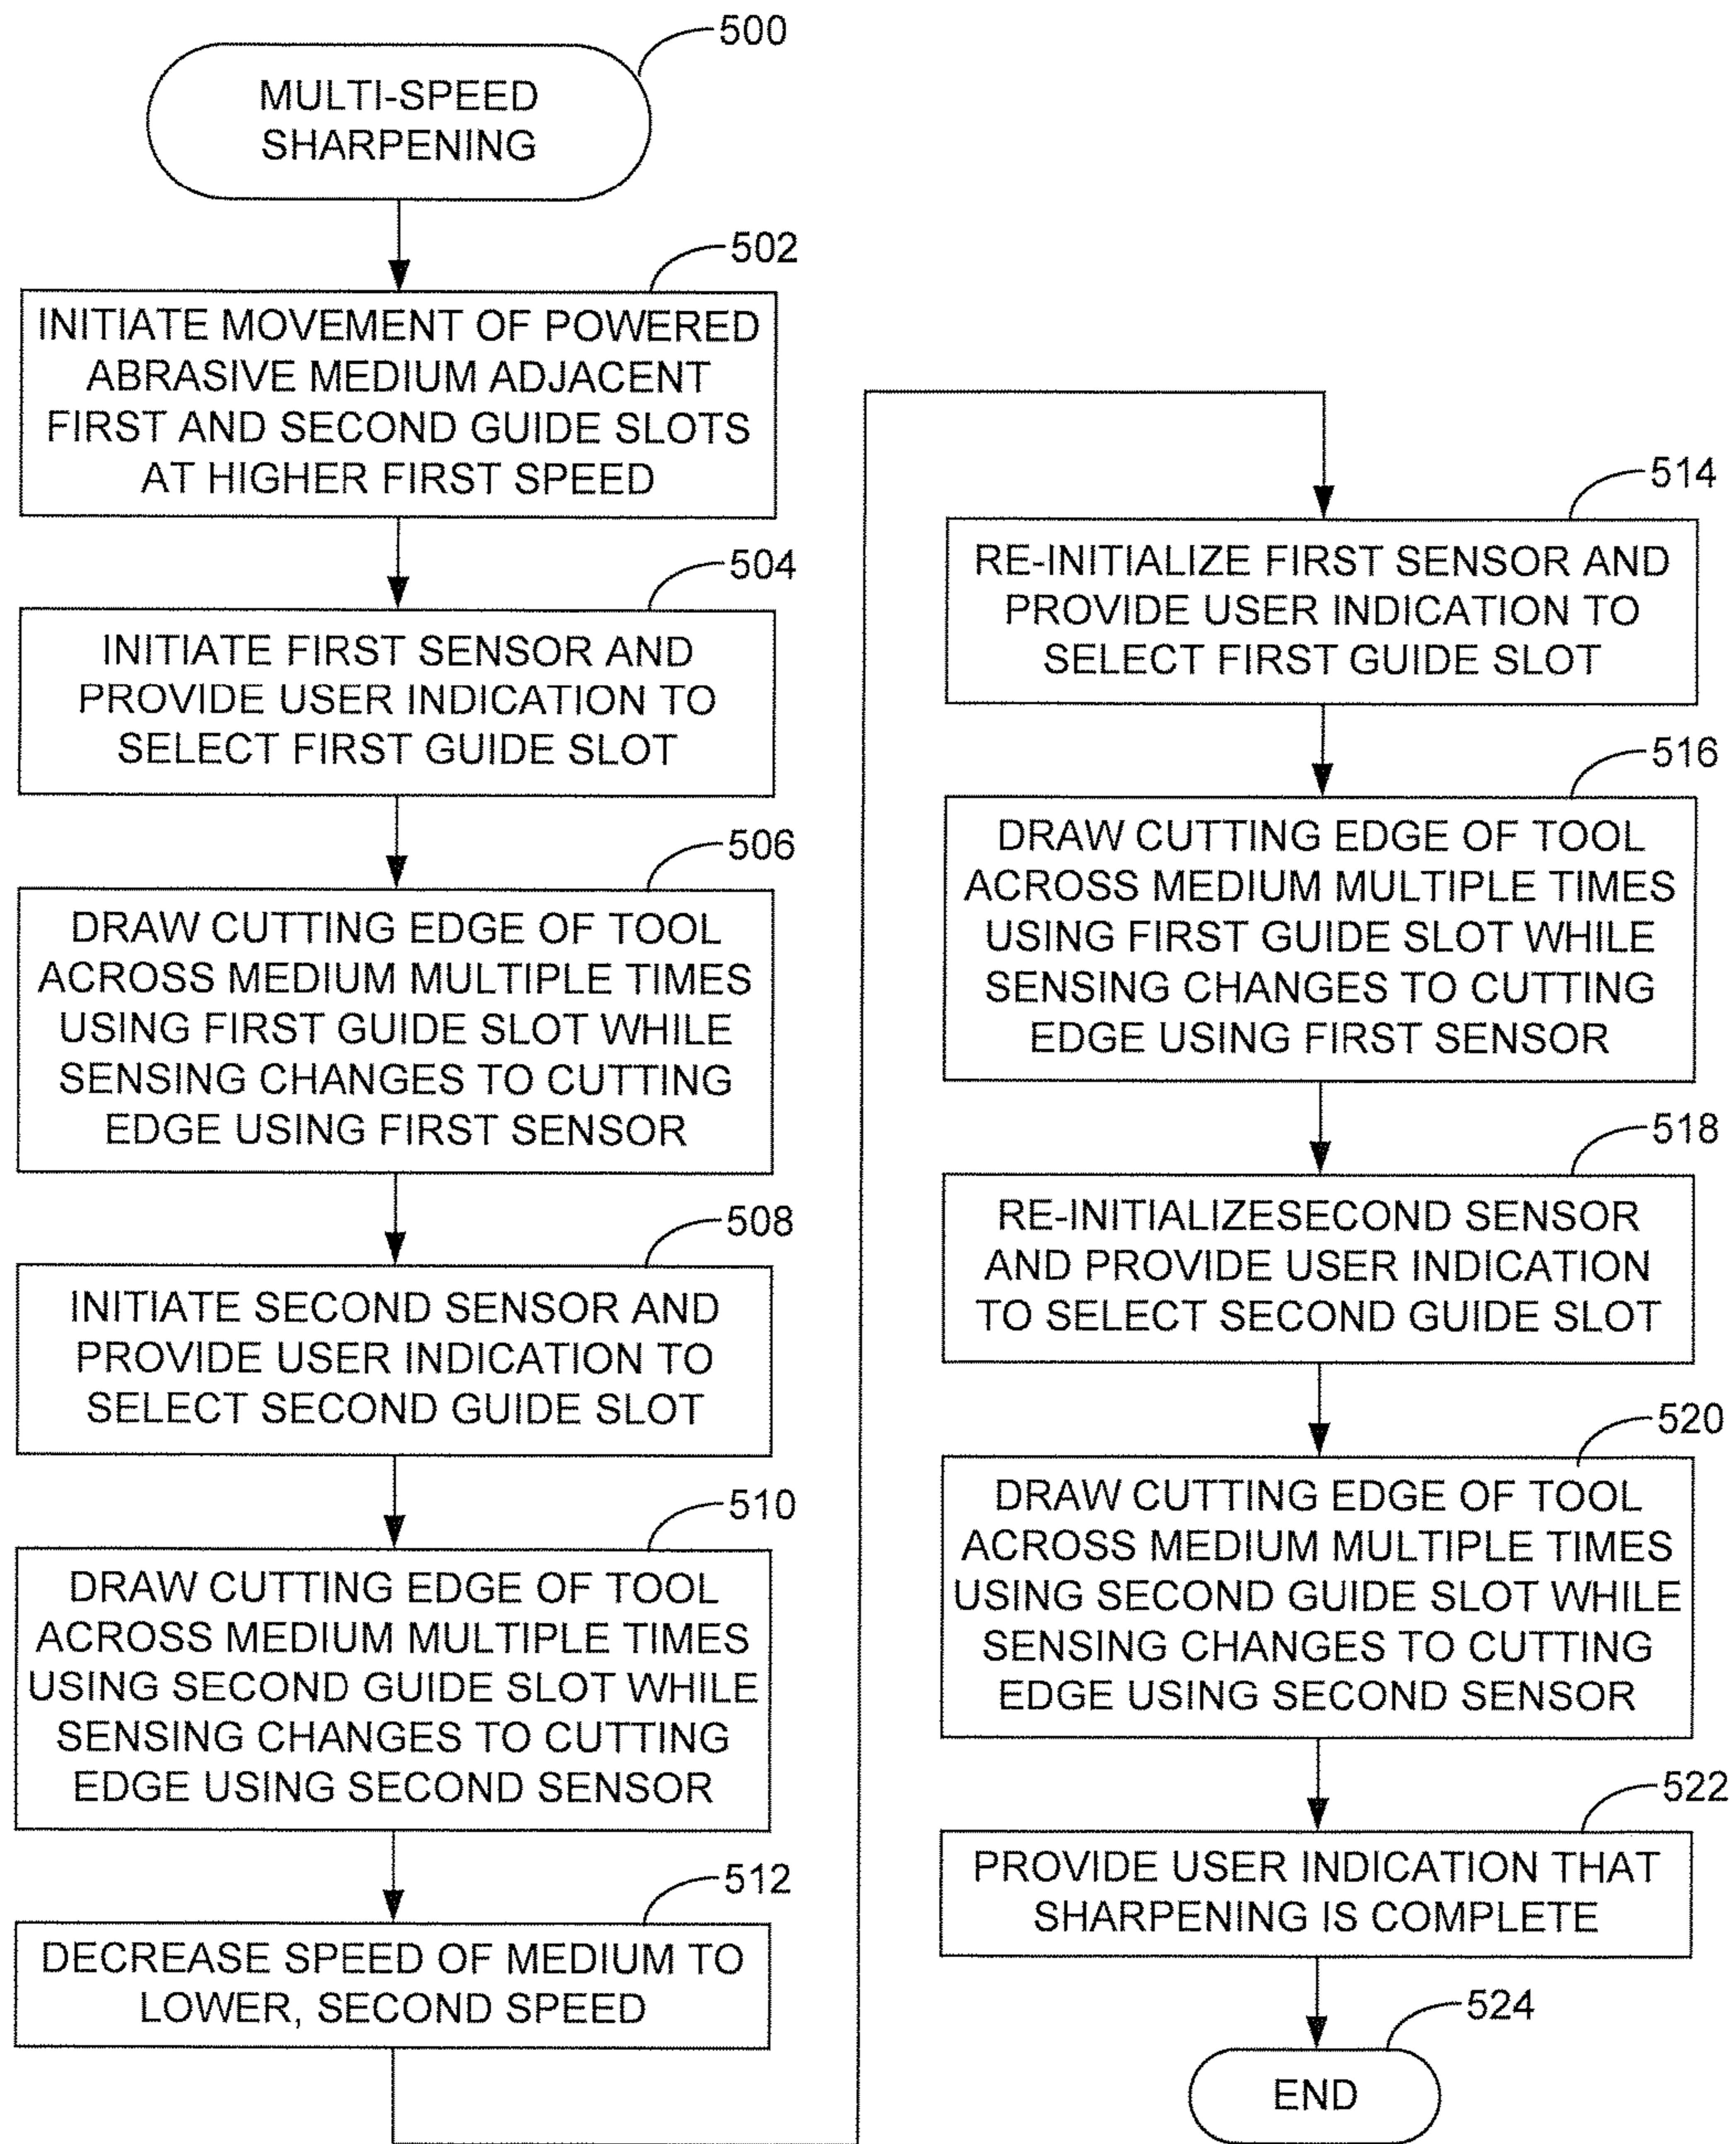 500
MULTI-SPEED
SHARPENING
502
INITIATE MOVEMENT OF POWERED
ABRASIVE MEDIUM ADJACENT
FIRST AND SECOND GUIDE SLOTS
AT HIGHER FIRST SPEED
504
INITIATE FIRST SENSOR AND
PROVIDE USER INDICATION TO
SELECT FIRST GUIDE SLOT
506
DRAW CUTTING EDGE OF TOOL
ACROSS MEDIUM MULTIPLE TIMES
USING FIRST GUIDE SLOT WHILE
SENSING CHANGES TO CUTTING
EDGE USING FIRST SENSOR
508
INITIATE SECOND SENSOR AND
PROVIDE USER INDICATION TO
SELECT SECOND GUIDE SLOT
510
DRAW CUTTING EDGE OF TOOL
ACROSS MEDIUM MULTIPLE TIMES
USING SECOND GUIDE SLOT WHILE
SENSING CHANGES TO CUTTING
EDGE USING SECOND SENSOR
512
DECREASE SPEED OF MEDIUM TO
LOWER, SECOND SPEED
514
RE-INITIALIZE FIRST SENSOR AND
PROVIDE USER INDICATION TO
SELECT FIRST GUIDE SLOT
516
DRAW CUTTING EDGE OF TOOL
ACROSS MEDIUM MULTIPLE TIMES
USING FIRST GUIDE SLOT WHILE
SENSING CHANGES TO CUTTING
EDGE USING FIRST SENSOR
518
RE-INITIALIZESECOND SENSOR
AND PROVIDE USER INDICATION
TO SELECT SECOND GUIDE SLOT
520
DRAW CUTTING EDGE OF TOOL
ACROSS MEDIUM MULTIPLE TIMES
USING SECOND GUIDE SLOT WHILE
SENSING CHANGES TO CUTTING
EDGE USING SECOND SENSOR
522
PROVIDE USER INDICATION THAT
SHARPENING IS COMPLETE
524
END